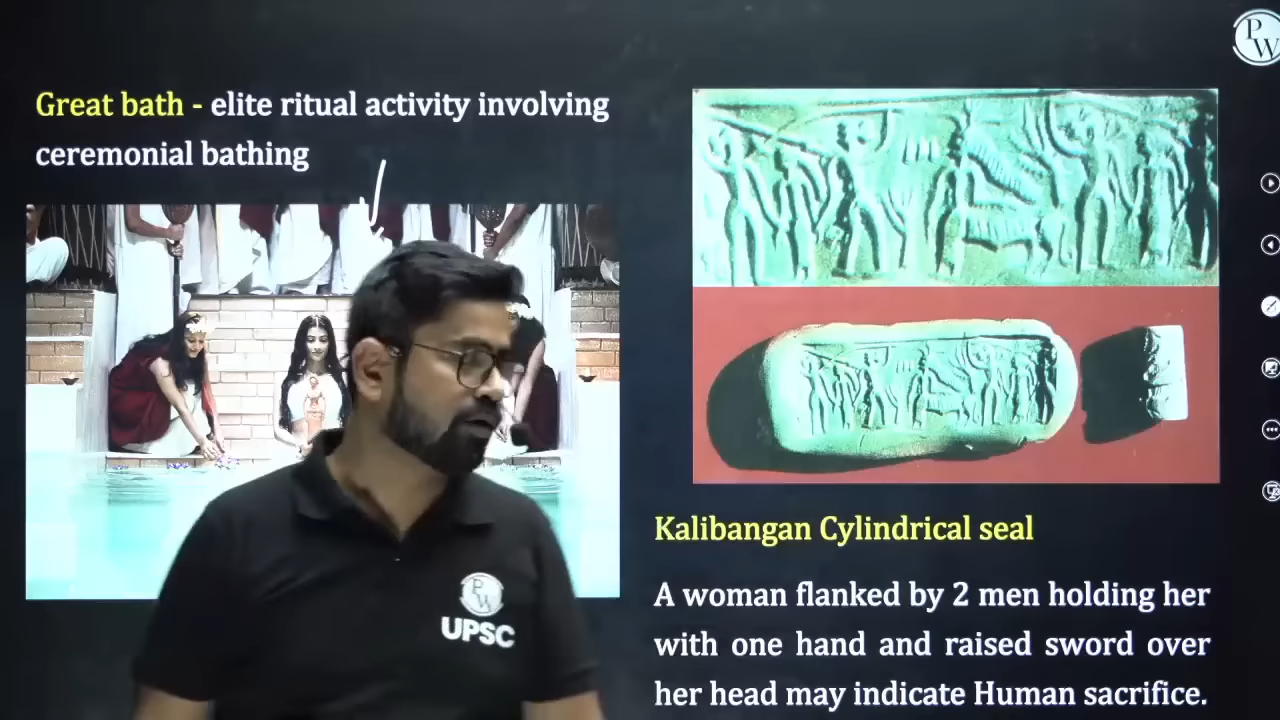 PW
Great bath - elite ritual activity involving
ceremonial bathing
Kalibangan Cylindrical seal
A woman flanked by 2 men holding her
with one hand and raised sword over
her head may indicate Human sacrifice.
PW
UPSC